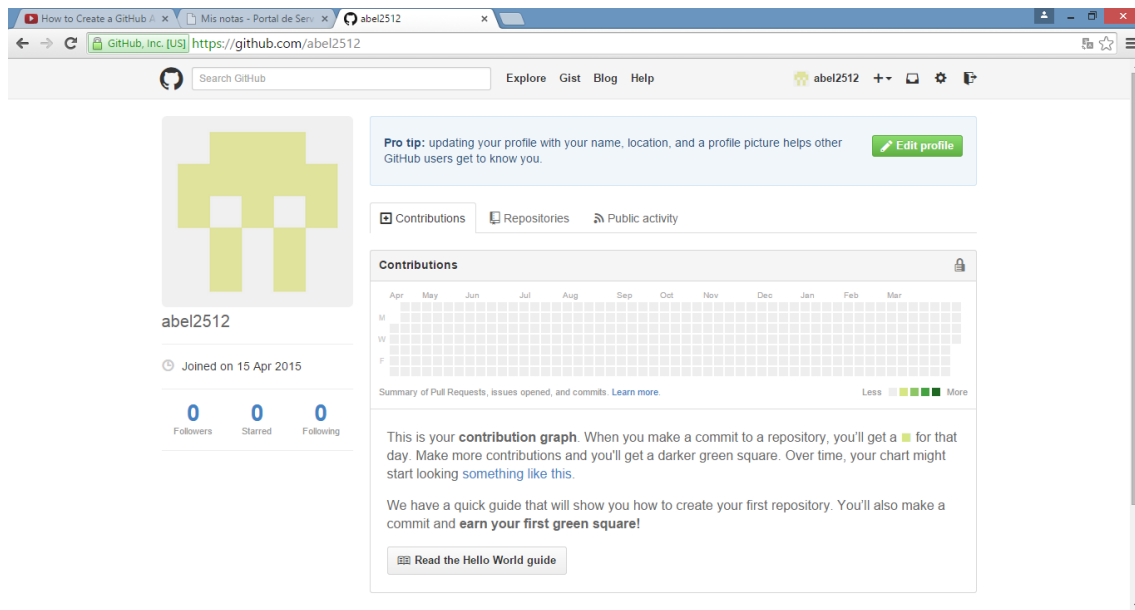 How to Create a GitHub A
Mis notas - Portal de Serv
abel2512
GitHub, Inc. [US] https://github.com/abel2512
Search GitHub
Explore Gist Blog Help
abel2512
Pro tip: updating your profile with your name, location, and a profile picture helps other
GitHub users get to know you.
Edit profile
Contributions Repositories Public activity
Contributions
Apr May Jun Jul Aug Sep Oct Nov Dec Jan Feb Mar
M
W
F
Summary of Pull Requests, issues opened, and commits. Learn more.
Less More
abel2512
Joined on 15 Apr 2015
0 0 0
Followers Starred Following
This is your contribution graph. When you make a commit to a repository, you'll get a for that
day. Make more contributions and you'll get a darker green square. Over time, your chart might
start looking something like this.
We have a quick guide that will show you how to create your first repository. You'll also make a
commit and earn your first green square!
Read the Hello World guide